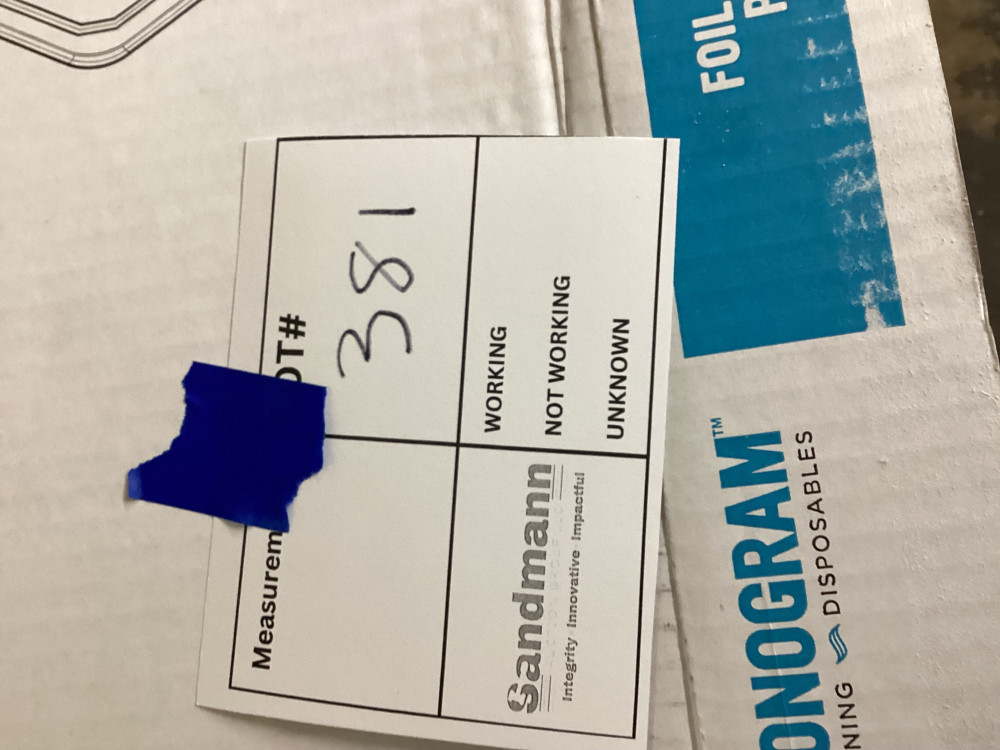 Measurem
OT#
381
WORKING
NOT WORKING
UNKNOWN
Sandmann
Integrity Innovative Impactful
FOIL
P
ONOGRAM™
NING DISPOSABLES